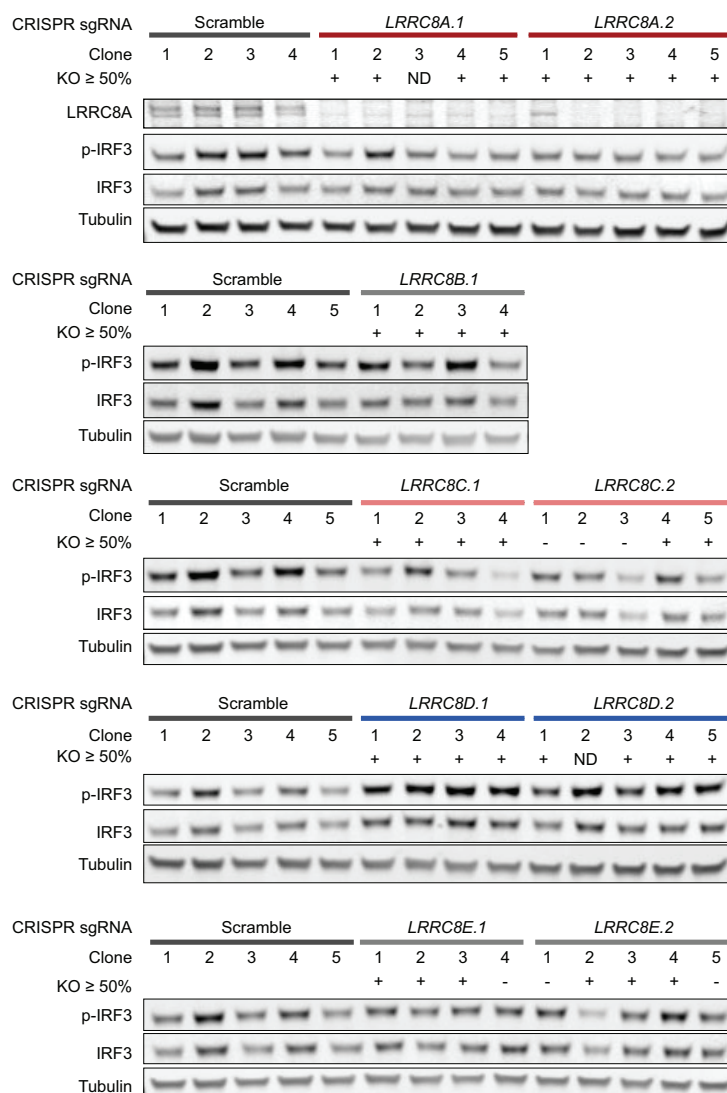 CRISPR sgRNA Scramble LRRC8A.1 LRRC8A.2
Clone 1 2 3 4 1 2 3 4 5 1 2 3 4 5
KO ≥ 50% + + ND + + + + + + +
LRRC8A
p-IRF3
IRF3
Tubulin
CRISPR sgRNA Scramble LRRC8B.1
Clone 1 2 3 4 5 1 2 3 4
KO ≥ 50% + + + +
p-IRF3
IRF3
Tubulin
CRISPR sgRNA Scramble LRRC8C.1 LRRC8C.2
Clone 1 2 3 4 5 1 2 3 4 1 2 3 4 5
KO ≥ 50% + + + + - - - + +
p-IRF3
IRF3
Tubulin
CRISPR sgRNA Scramble LRRC8D.1 LRRC8D.2
Clone 1 2 3 4 5 1 2 3 4 1 2 3 4 5
KO ≥ 50% + + + + + ND + + +
p-IRF3
IRF3
Tubulin
CRISPR sgRNA Scramble LRRC8E.1 LRRC8E.2
Clone 1 2 3 4 5 1 2 3 4 1 2 3 4 5
KO ≥ 50% + + + - - + + + -
p-IRF3
IRF3
Tubulin